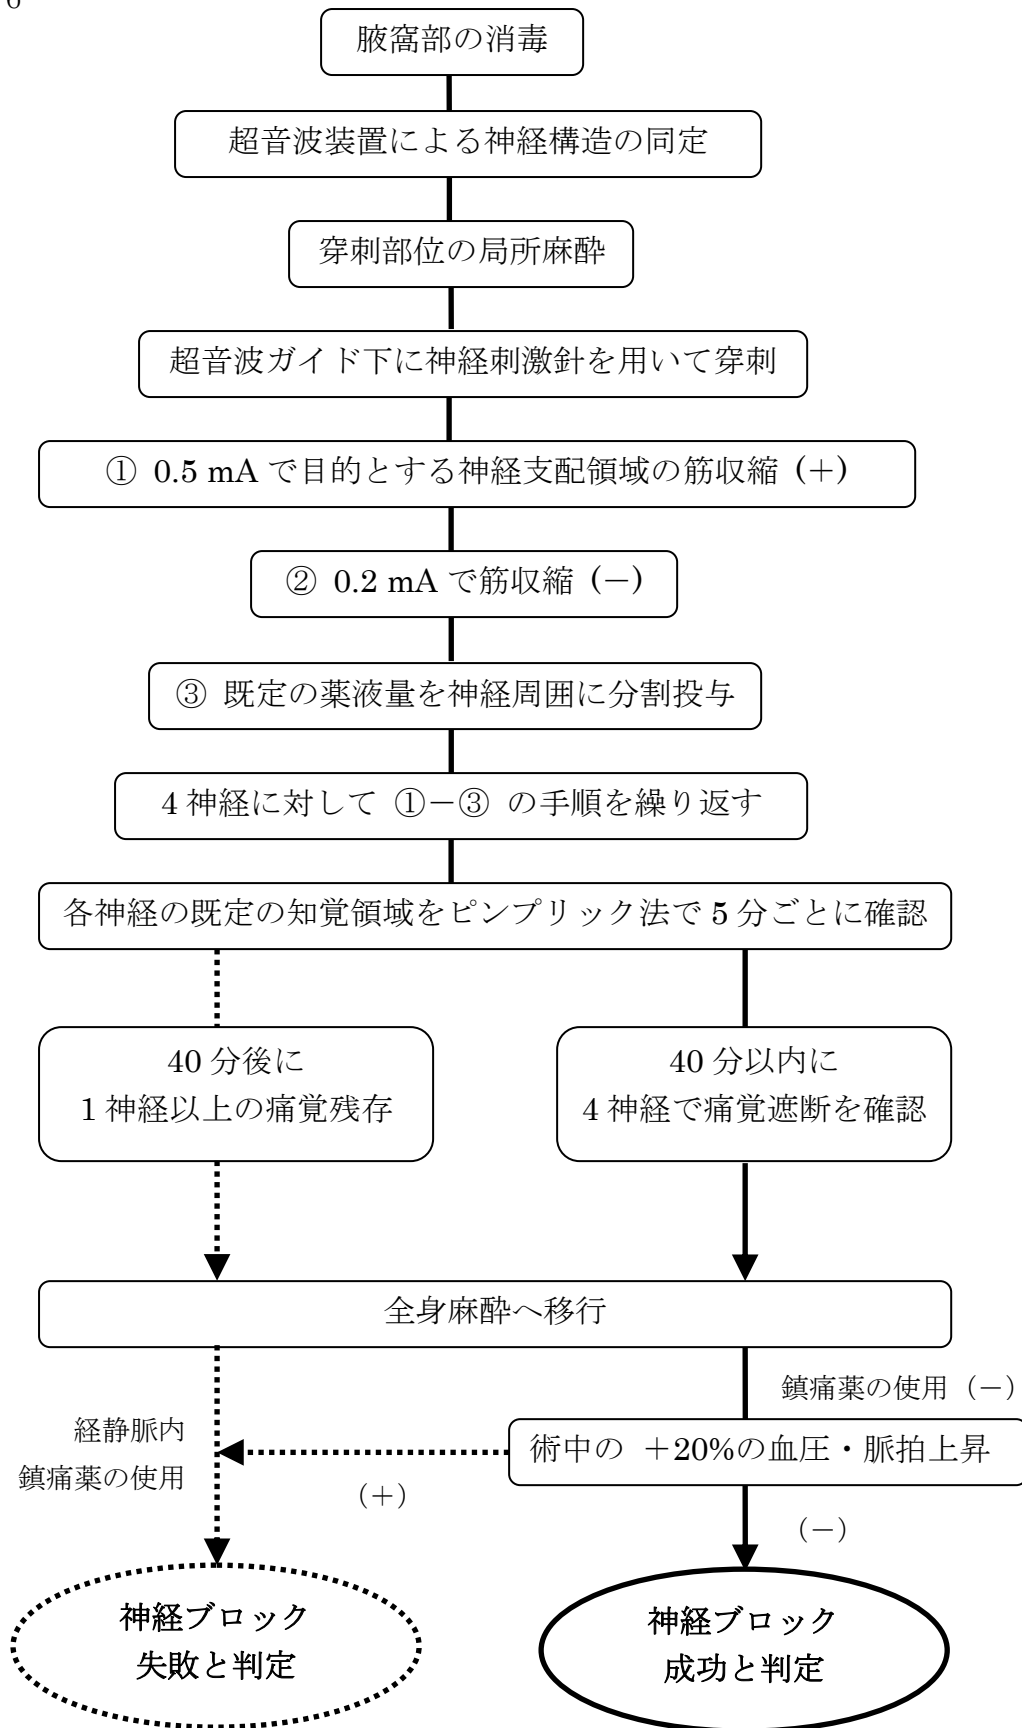 6
腋窩部の消毒
超音波装置による神経構造の同定
穿刺部位の局所麻酔
超音波ガイド下に神経刺激針を用いて穿刺
① 0.5 mA で目的とする神経支配領域の筋収縮 (+)
② 0.2 mA で筋収縮 (-)
③ 既定の薬液量を神経周囲に分割投与
4 神経に対して ①-③ の手順を繰り返す
各神経の既定の知覚領域をピンプリック法で 5 分ごとに確認
40 分後に
1 神経以上の痛覚残存
40 分以内に
4 神経で痛覚遮断を確認
全身麻酔へ移行
鎮痛薬の使用 (-)
経静脈内
鎮痛薬の使用
術中の +20%の血圧・脈拍上昇
(+)
(-)
神経ブロック
失敗と判定
神経ブロック
成功と判定